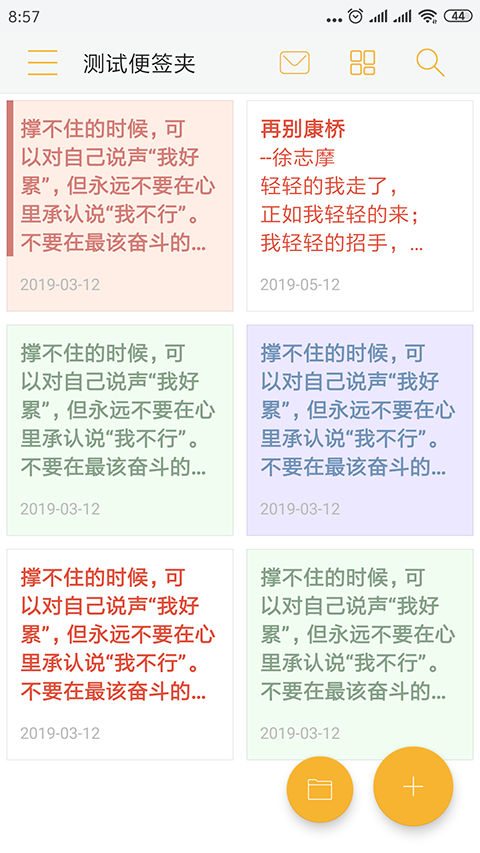 8:57
44
测试便签夹
撑不住的时候，可
以对自己说声“我好
累”，但永远不要在心
里承认说“我不行”。
不要在最该奋斗的...
2019-03-12
再别康桥
--徐志摩
轻轻的我走了，
正如我轻轻的来；
我轻轻的招手，...
2019-05-12
撑不住的时候，可
以对自己说声“我好
累”，但永远不要在心
里承认说“我不行”。
不要在最该奋斗的...
2019-03-12
撑不住的时候，可
以对自己说声“我好
累”，但永远不要在心
里承认说“我不行”。
不要在最该奋斗的...
2019-03-12
撑不住的时候，可
以对自己说声“我好
累”，但永远不要在心
里承认说“我不行”。
不要在最该奋斗的...
2019-03-12
撑不住的时候，可
以对自己说声“我好
累”，但永远不要在心
里承认说“我不行”。
不要在最该奋斗的...
2019-03-12